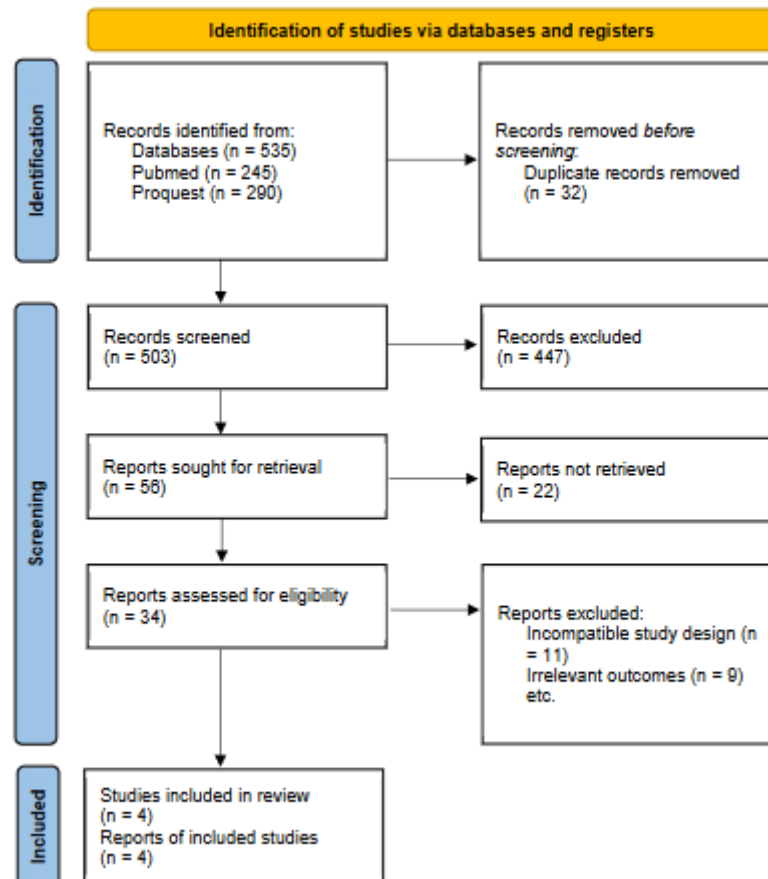 Identification of studies via databases and registers
Identification
Records identified from:
Databases (n = 535)
Pubmed (n = 245)
Proquest (n = 290)
Records removed before
screening:
Duplicate records removed
(n = 32)
Screening
Records screened
(n = 503)
Records excluded
(n = 447)
Reports sought for retrieval
(n = 56)
Reports not retrieved
(n = 22)
Reports assessed for eligibility
(n = 34)
Reports excluded:
Incompatible study design (n
= 11)
Irrelevant outcomes (n = 9)
etc.
Included
Studies included in review
(n = 4)
Reports of included studies
(n = 4)